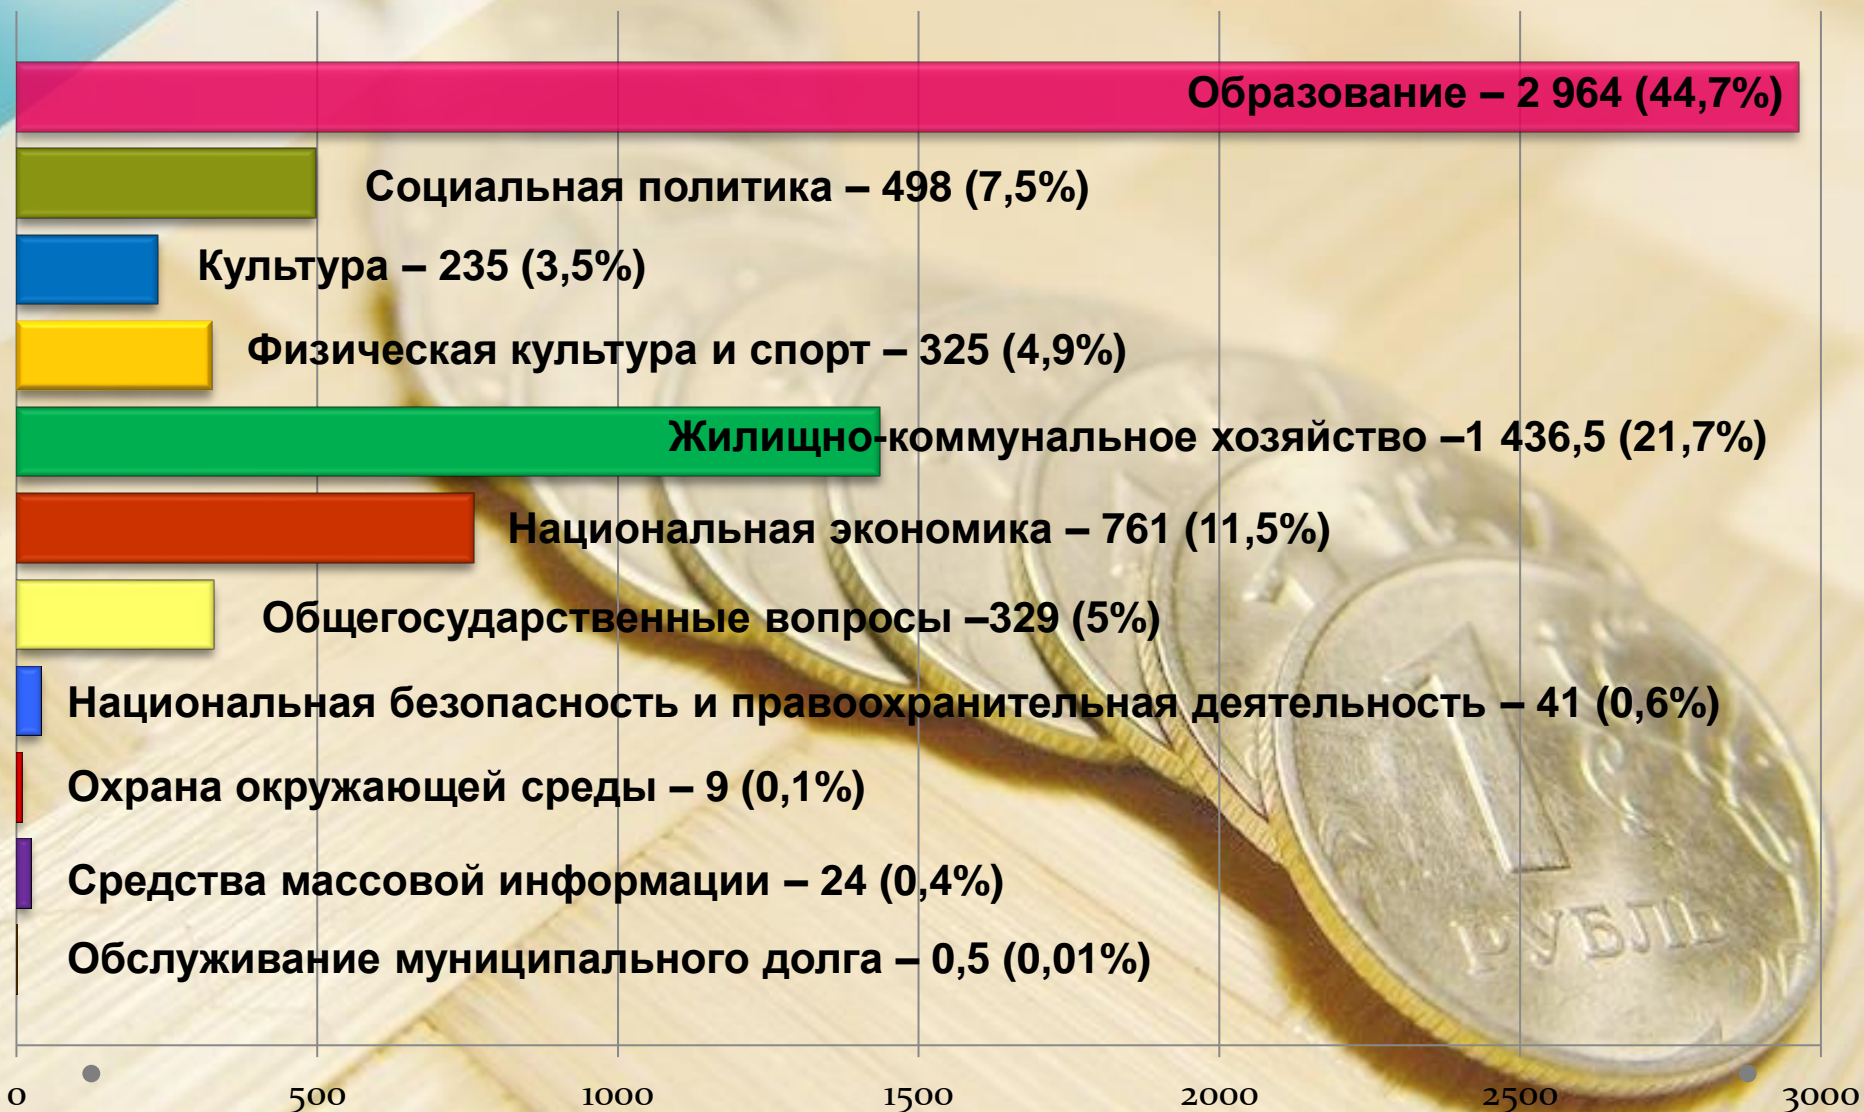 Образование – 2 964 (44,7%)
Социальная политика – 498 (7,5%)
Культура – 235 (3,5%)
Физическая культура и спорт – 325 (4,9%)
Жилищно-коммунальное хозяйство –1 436,5 (21,7%)
Национальная экономика – 761 (11,5%)
Общегосударственные вопросы –329 (5%)
Национальная безопасность и правоохранительная деятельность – 41 (0,6%)
Охрана окружающей среды – 9 (0,1%)
Средства массовой информации – 24 (0,4%)
Обслуживание муниципального долга – 0,5 (0,01%)
1
РУБЛЬ
0 500 1000 1500 2000 2500 3000